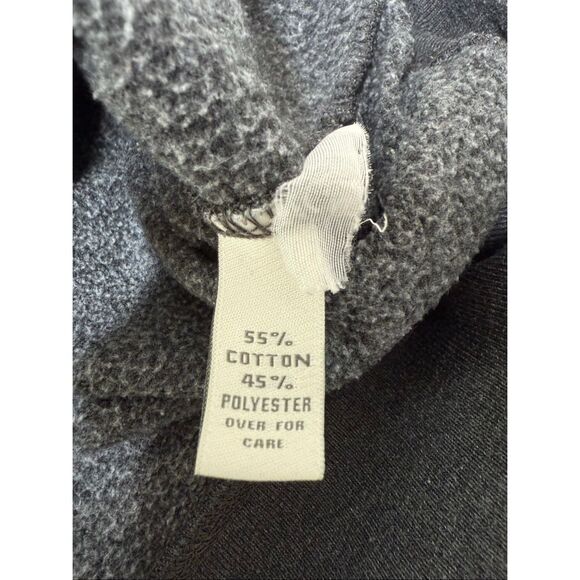 55%
COTTON
45%
POLYESTER
OVER FOR
CARE